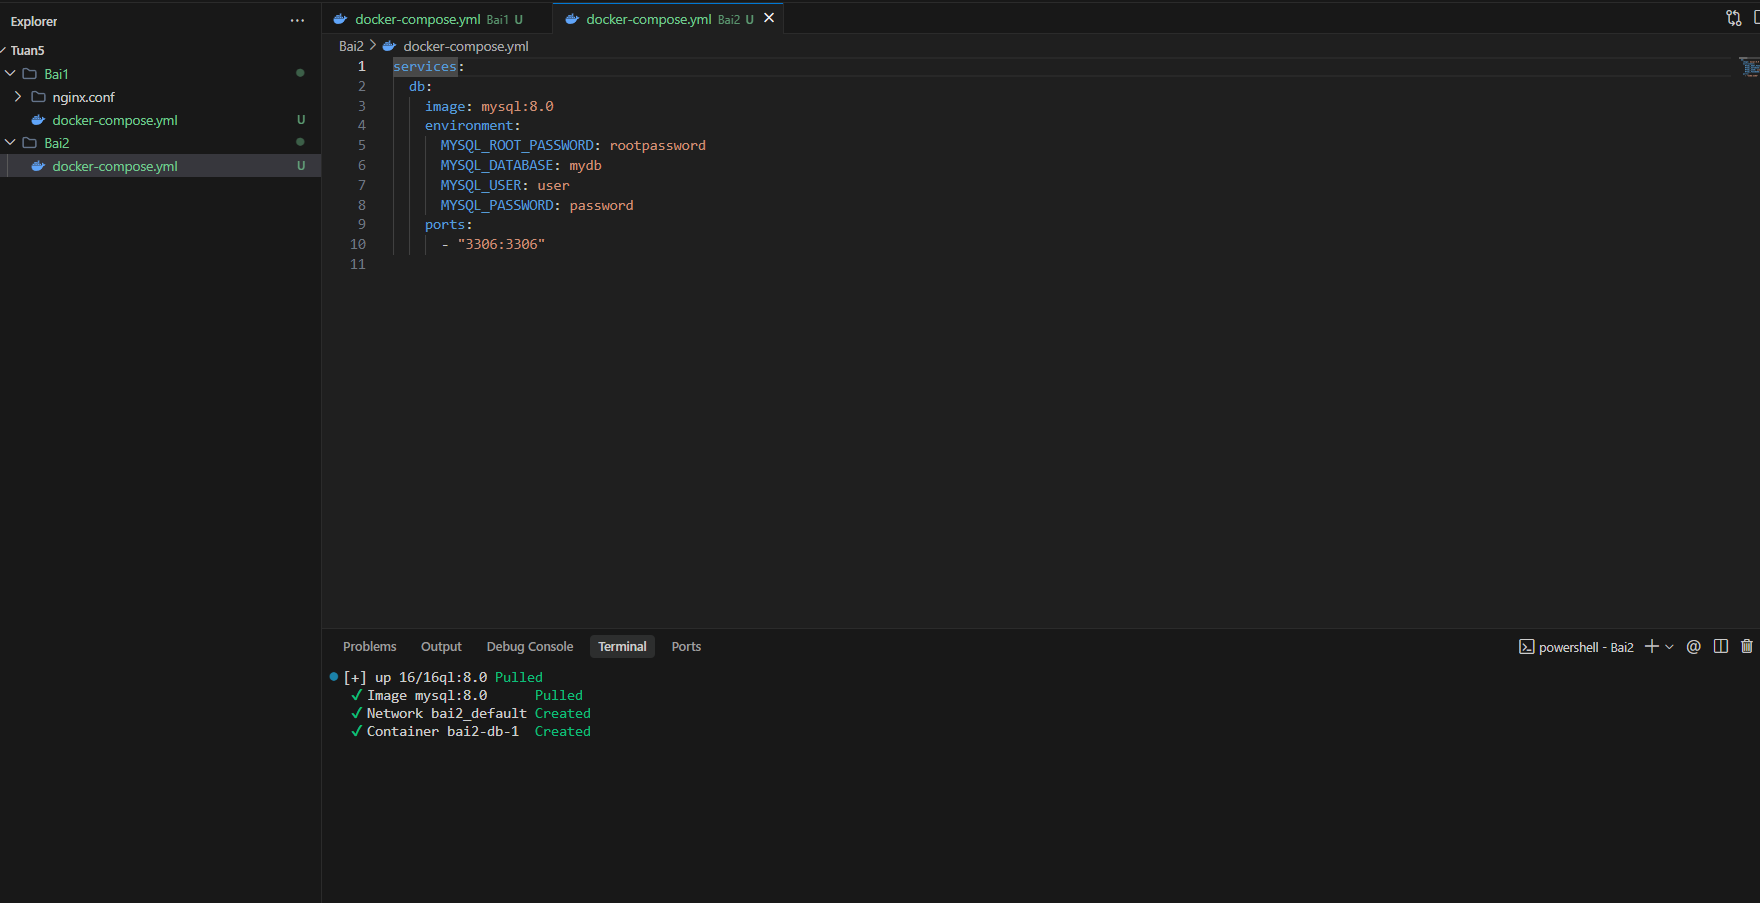 Explorer
Tuan5
Bai1
nginx.conf
docker-compose.yml U
Bai2
docker-compose.yml U
docker-compose.yml Bai1 U
docker-compose.yml Bai2 U
Bai2 > docker-compose.yml
1 services:
2 db:
3 image: mysql:8.0
4 environment:
5 MYSQL_ROOT_PASSWORD: rootpassword
6 MYSQL_DATABASE: mydb
7 MYSQL_USER: user
8 MYSQL_PASSWORD: password
9 ports:
10 - "3306:3306"
11
Problems Output Debug Console Terminal Ports
powershell - Bai2
[+] up 16/16ql:8.0 Pulled
✓ Image mysql:8.0 Pulled
✓ Network bai2_default Created
✓ Container bai2-db-1 Created